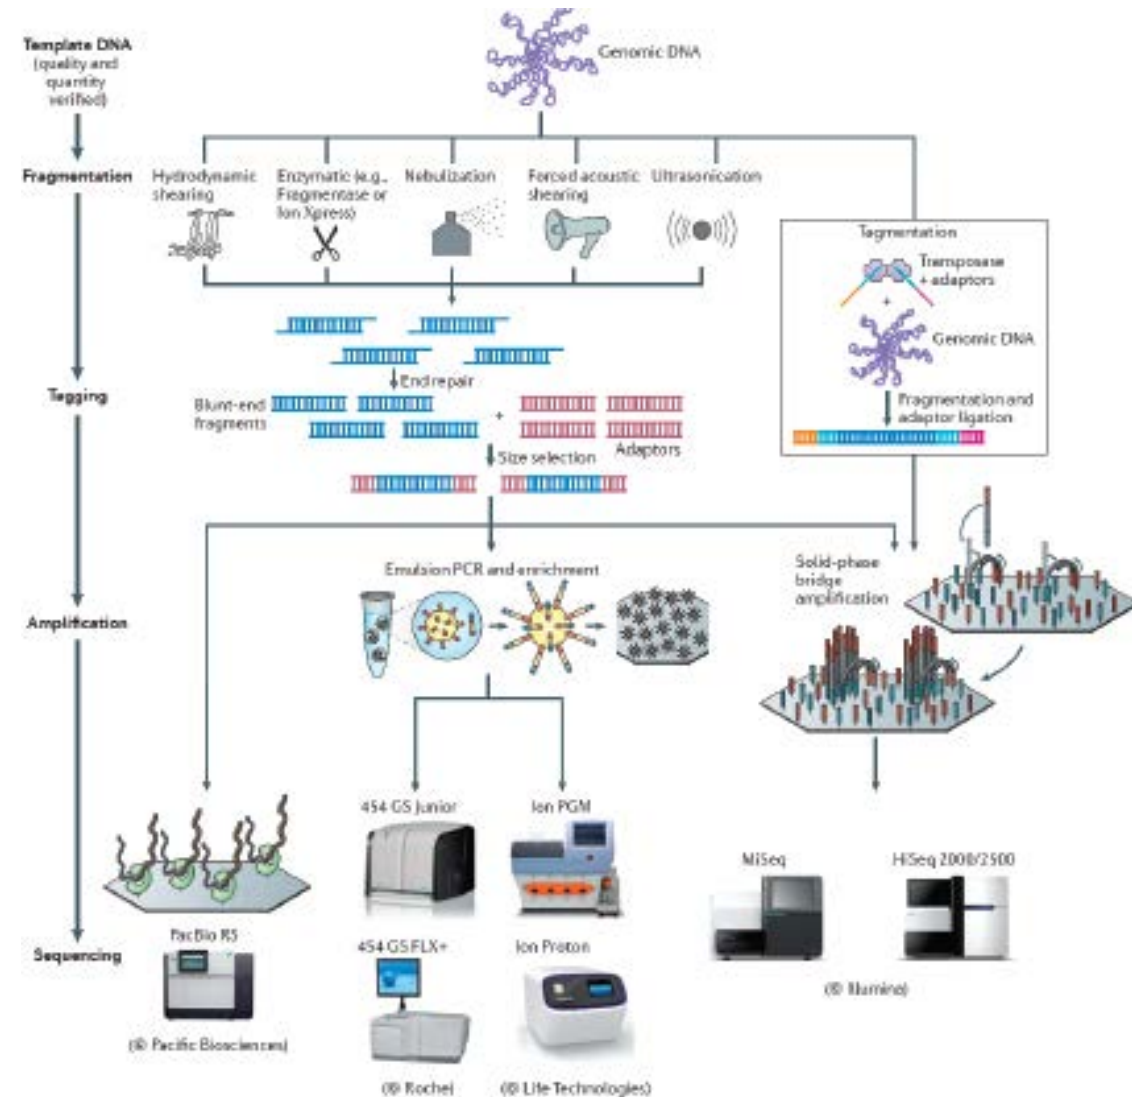 Template DNA
(quality and
quantity
verified)
Genomic DNA
Fragmentation
Hydrodynamic
shearing
Enzymatic (e.g.,
Fragmentase or
Ion Xpress)
Nebulization
Forced acoustic
shearing
Ultrasonication
Tagmentation
Transposase
+ adaptors
+
Genomic DNA
Fragmentation and
adaptor ligation
Tagging
End repair
Blunt-end
fragments
+
Adaptors
Size selection
Emulsion PCR and enrichment
Solid-phase
bridge
amplification
Amplification
454 GS Junior
Ion PGM
MiSeq
HiSeq 2000/2500
Sequencing
PacBio RS
454 GS FLX+
Ion Proton
(© Illumina)
(© Pacific Biosciences)
(© Roche)
(© Life Technologies)